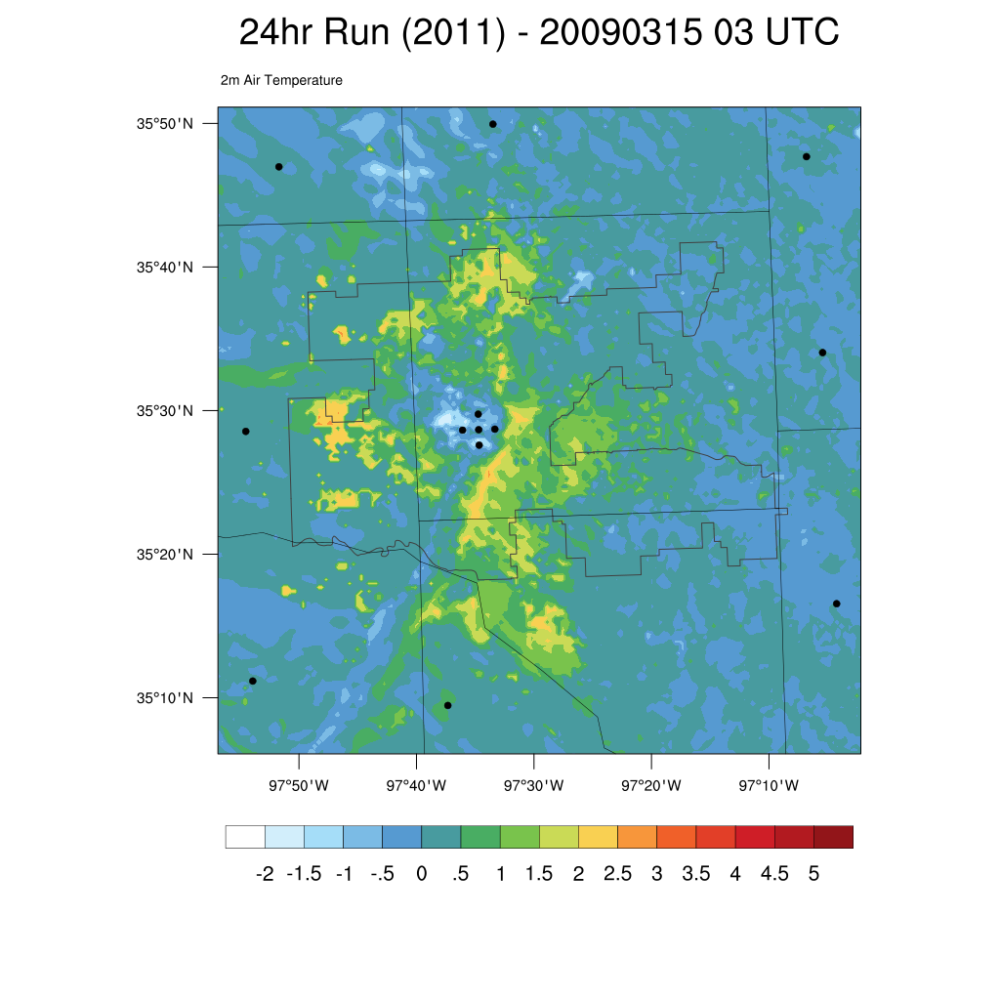 24hr Run (2011) - 20090315 03 UTC
2m Air Temperature
35°50'N
35°40'N
35°30'N
35°20'N
35°10'N
97°50'W 97°40'W 97°30'W 97°20'W 97°10'W
-2 -1.5 -1 -.5 0 .5 1 1.5 2 2.5 3 3.5 4 4.5 5